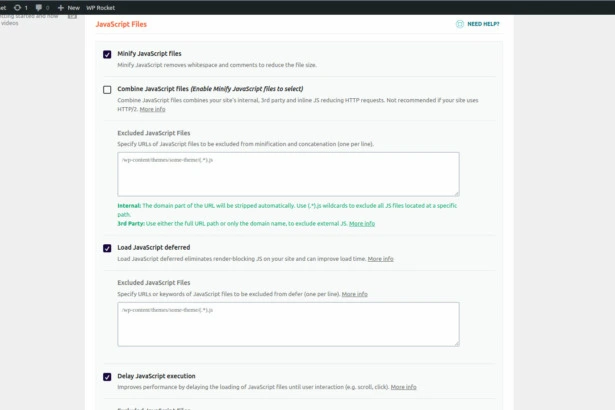 1 0 New WP Rocket
rting started and how
videos
JavaScript Files NEED HELP?
Minify JavaScript files
Minify JavaScript removes whitespace and comments to reduce the file size.
Combine JavaScript files (Enable Minify JavaScript files to select)
Combine JavaScript files combines your site's internal, 3rd party and inline JS reducing HTTP requests. Not recommended if your site uses
HTTP/2. More info
Excluded JavaScript Files
Specify URLs of JavaScript files to be excluded from minification and concatenation (one per line).
/wp-content/themes/some-theme/(.*).js
Internal: The domain part of the URL will be stripped automatically. Use (.*).js wildcards to exclude all JS files located at a specific
path.
3rd Party: Use either the full URL path or only the domain name, to exclude external JS. More info
Load JavaScript deferred
Load JavaScript deferred eliminates render-blocking JS on your site and can improve load time. More info
Excluded JavaScript Files
Specify URLs or keywords of JavaScript files to be excluded from defer (one per line). More info
/wp-content/themes/some-theme/(.*).js
Delay JavaScript execution
Improves performance by delaying the loading of JavaScript files until user interaction (e.g. scroll, click). More info